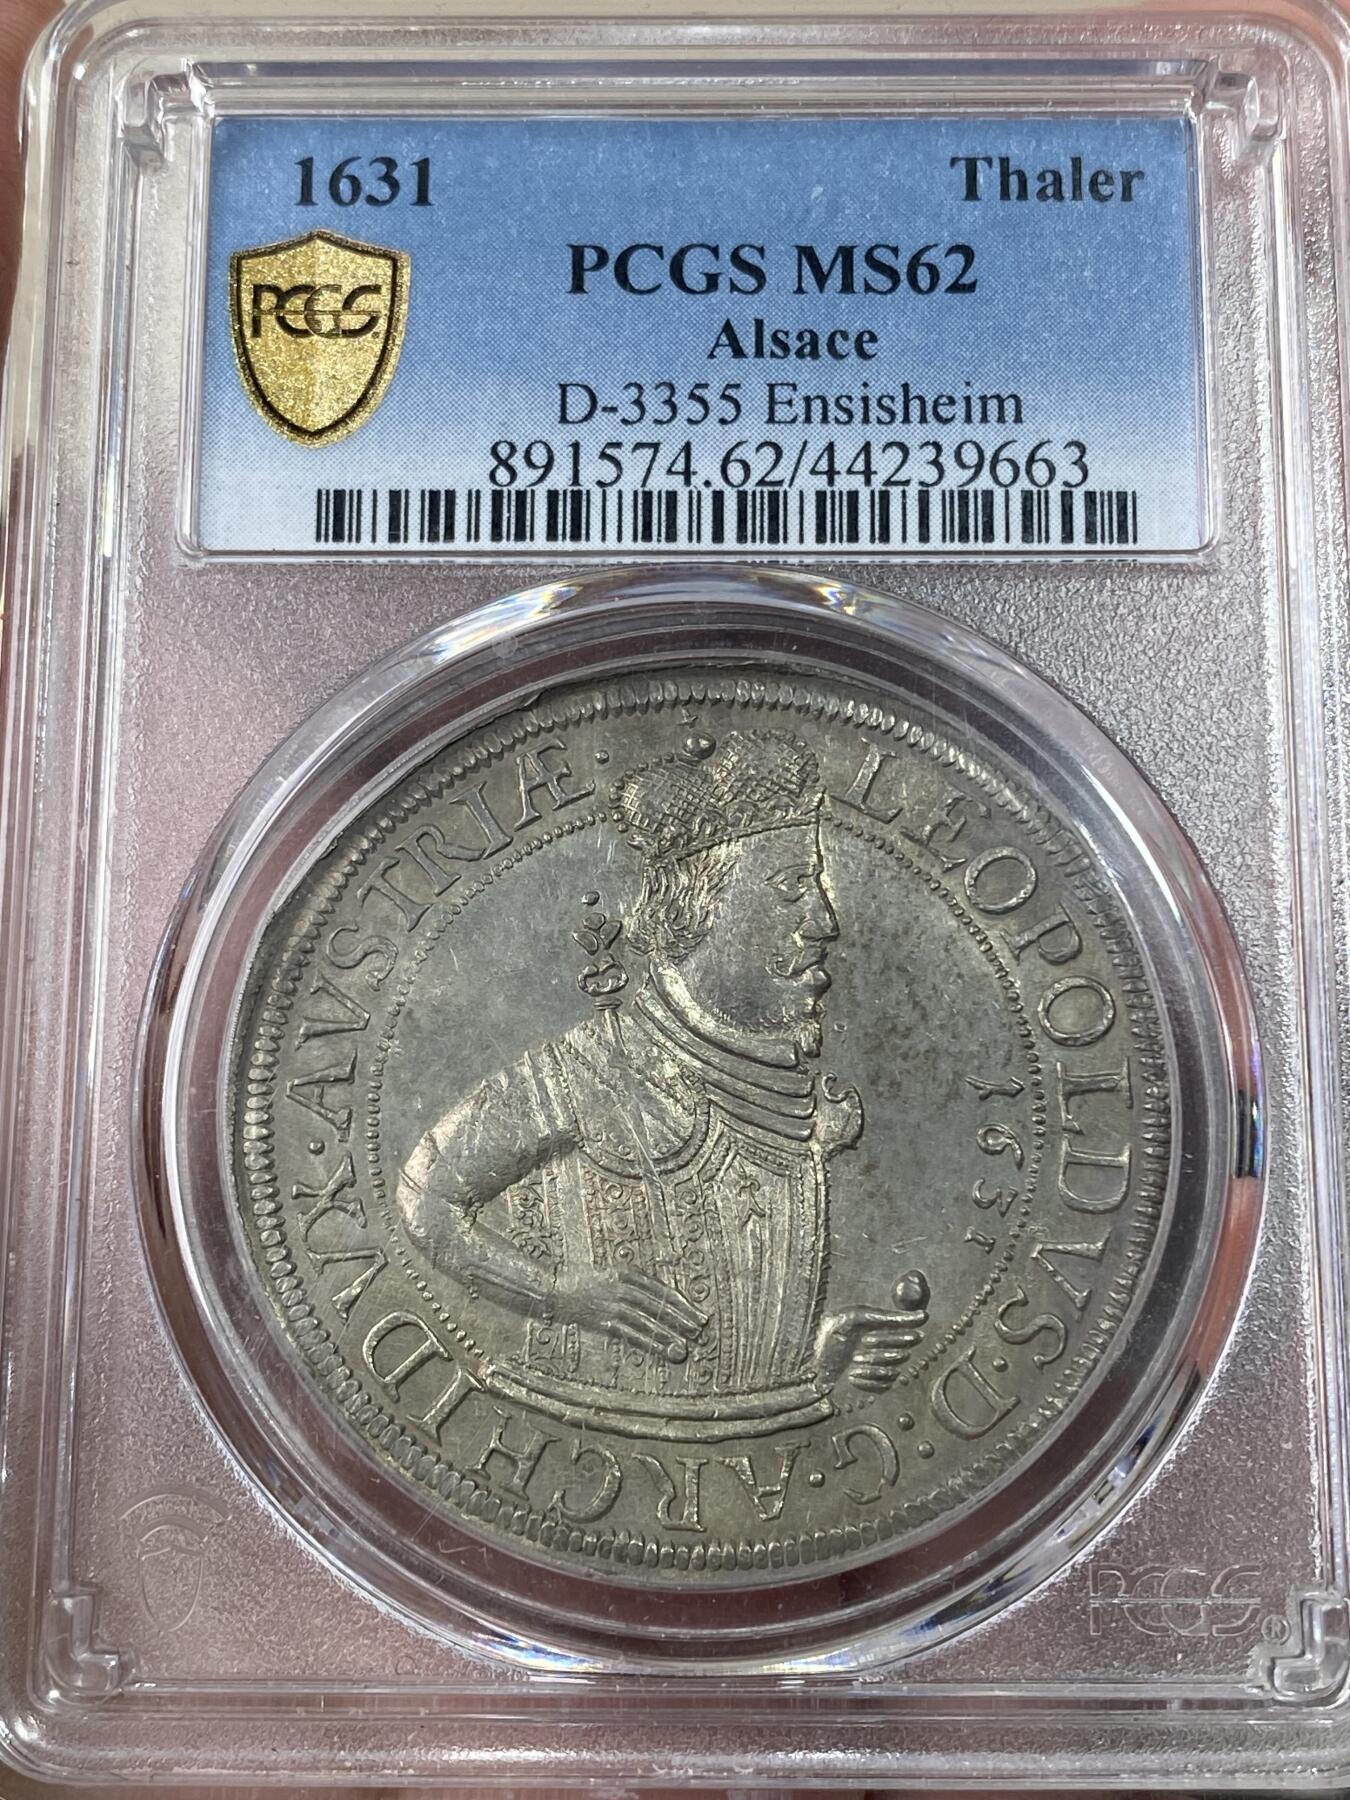 1631 Thaler
PCGS
PCGS MS62
Alsace
D-3355 Ensisheim
891574.62/44239663
LEOPOLDVS·D:G·ARCHIDVX·AVSTRIÆ·
1631
PCGS®